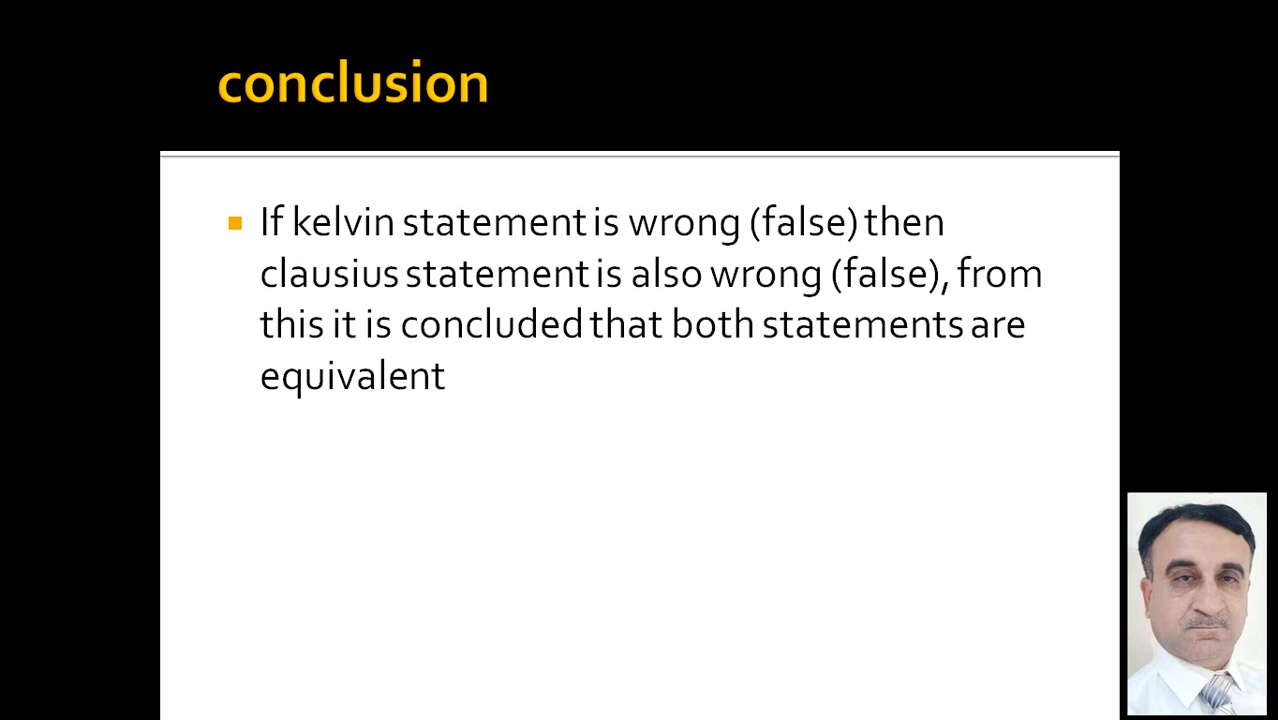 conclusion
If kelvin statement is wrong (false) then
clausius statement is also wrong (false), from
this it is concluded that both statements are
equivalent